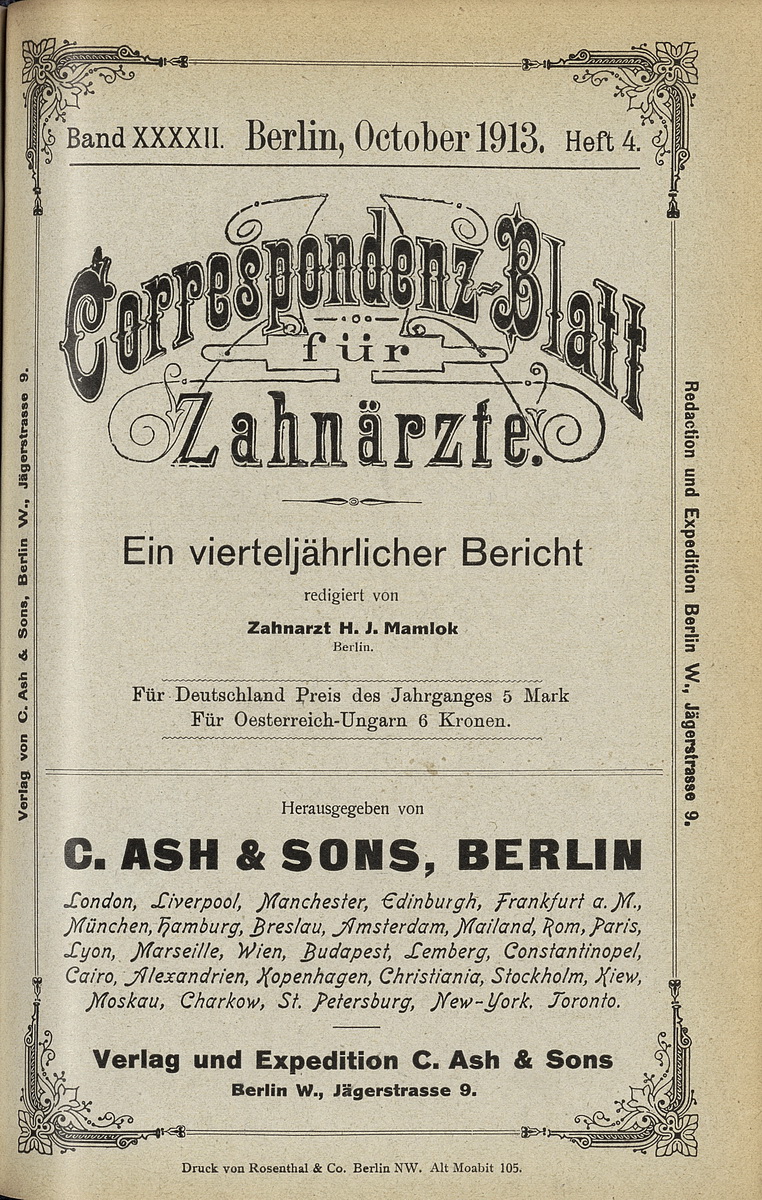 Band XXXXII. Berlin, October 1913. Heft 4.
Correspondenz-Blatt
für
Zahnärzte.
Ein vierteljährlicher Bericht
redigiert von
Zahnarzt H. J. Mamlok
Berlin.
Für Deutschland Preis des Jahrganges 5 Mark
Für Oesterreich-Ungarn 6 Kronen.
Herausgegeben von
C. ASH & SONS, BERLIN
London, Liverpool, Manchester, Edinburgh, Frankfurt a. M.,
München, Hamburg, Breslau, Amsterdam, Mailand, Rom, Paris,
Lyon, Marseille, Wien, Budapest, Lemberg, Constantinopel,
Cairo, Alexandrien, Kopenhagen, Christiania, Stockholm, Kiew,
Moskau, Charkow, St. Petersburg, New-York, Toronto.
Verlag und Expedition C. Ash & Sons
Berlin W., Jägerstrasse 9.
Verlag von C. Ash & Sons, Berlin W., Jägerstrasse 9.
Redaction und Expedition Berlin W., Jägerstrasse 9.
Druck von Rosenthal & Co. Berlin NW. Alt Moabit 105.